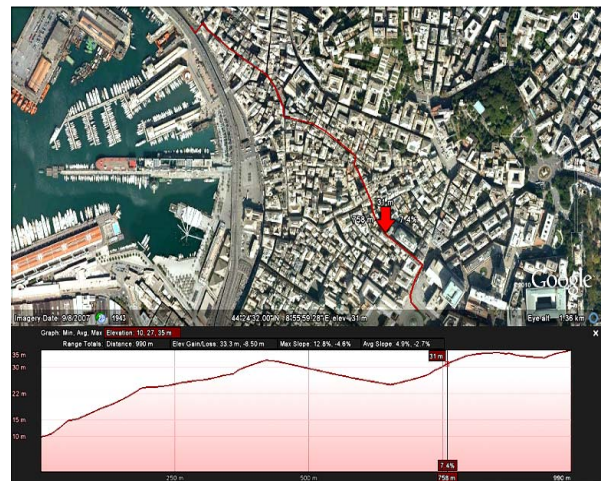 N
31 m
758 m 7.4%
Google
Imagery Date: 9/8/2007 1943 44°24'32.00"N 8°55'59.28"E elev 31 m Eye alt 1.36 km
Graph: Min, Avg, Max Elevation: 10, 27, 35 m x
Range Totals: Distance: 990 m Elev Gain/Loss: 33.3 m, -8.50 m Max Slope: 12.8%, -4.6% Avg Slope: 4.9%, -2.7%
35 m
31 m
22 m
15 m
10 m
7.4%
250 m 500 m 758 m 990 m